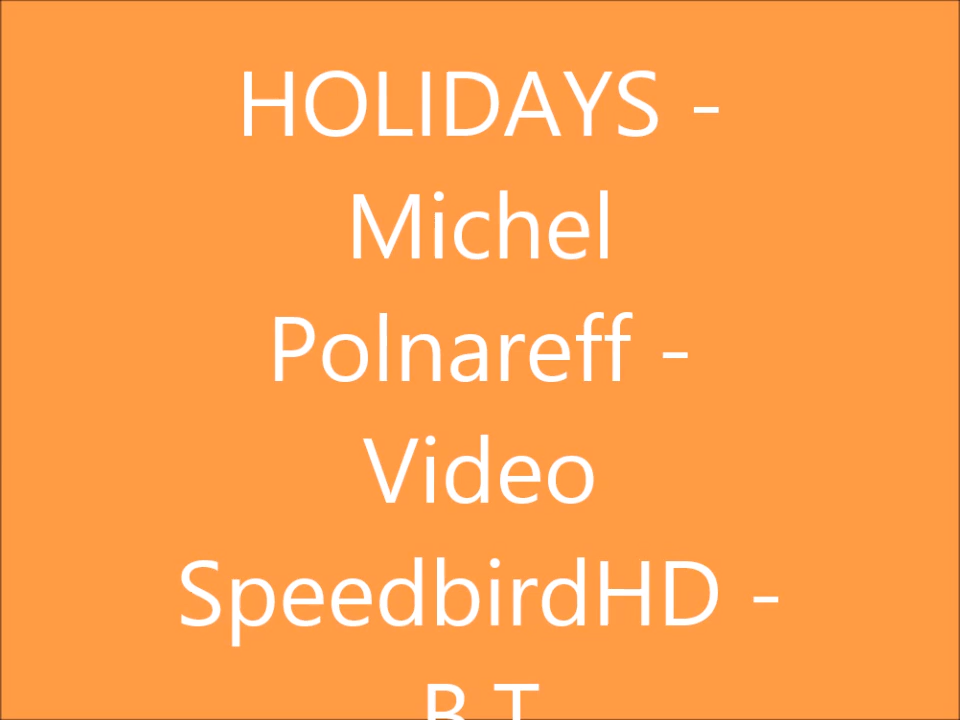 HOLIDAYS -
Michel
Polnareff -
Video
SpeedbirdHD -